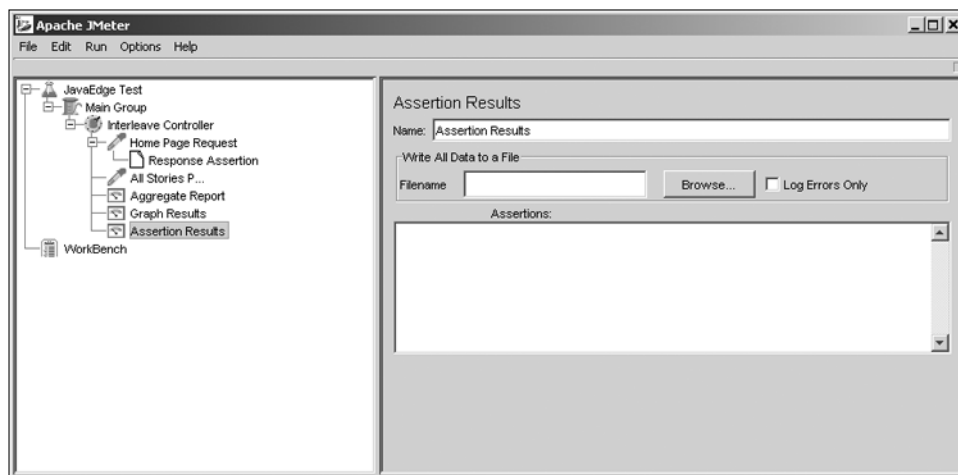 Apache JMeter
File Edit Run Options Help
JavaEdge Test
Main Group
Interleave Controller
Home Page Request
Response Assertion
All Stories P...
Aggregate Report
Graph Results
Assertion Results
WorkBench
Assertion Results
Name: Assertion Results
Write All Data to a File
Filename Browse... Log Errors Only
Assertions: